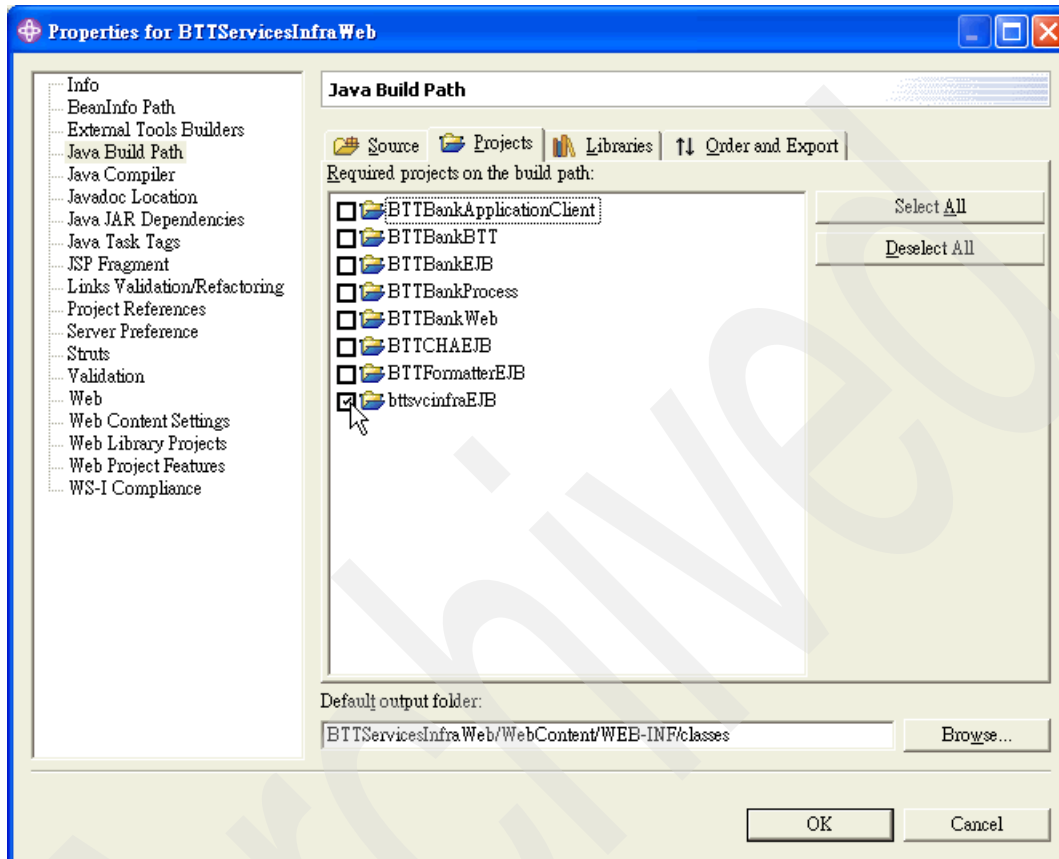 Properties for BTTServicesInfraWeb
Info
BeanInfo Path
External Tools Builders
Java Build Path
Java Compiler
Javadoc Location
Java JAR Dependencies
Java Task Tags
JSP Fragment
Links Validation/Refactoring
Project References
Server Preference
Struts
Validation
Web
Web Content Settings
Web Library Projects
Web Project Features
WS-I Compliance
Java Build Path
Source Projects Libraries Order and Export
Required projects on the build path:
BTTBankApplicationClient
BTTBankBTT
BTTBankEJB
BTTBankProcess
BTTBankWeb
BTTCHAEJB
BTTFormatterEJB
bttsvcinfraEJB
Select All
Deselect All
Default output folder:
BTTServicesInfraWeb/WebContent/WEB-INF/classes
Browse...
OK Cancel
Archived